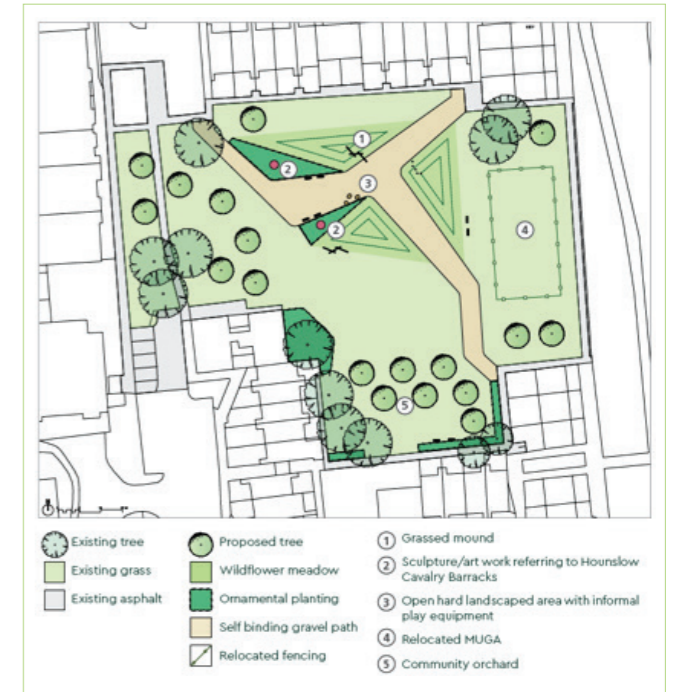 1
2
3
2
4
5
Existing tree
Existing grass
Existing asphalt
Proposed tree
Wildflower meadow
Ornamental planting
Self binding gravel path
Relocated fencing
1 Grassed mound
2 Sculpture/art work referring to Hounslow
Cavalry Barracks
3 Open hard landscaped area with informal
play equipment
4 Relocated MUGA
5 Community orchard